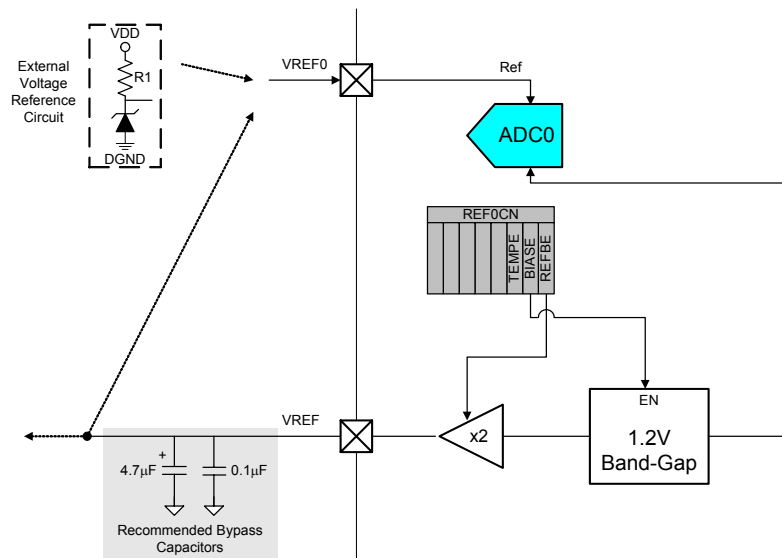 VDD
External
Voltage
Reference
Circuit
R1
DGND
VREF0
Ref
ADC0
REF0CN
TEMPE
BIASE
REFBE
EN
VREF
x2
1.2V
Band-Gap
+
4.7µF
0.1µF
Recommended Bypass
Capacitors